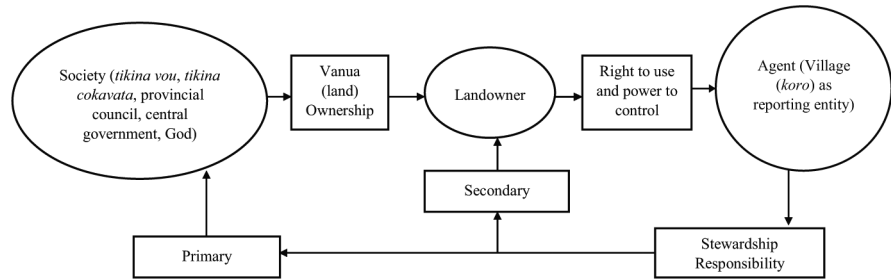 Society (tikina vou, tikina
cokavata, provincial
council, central
government, God)
Vanua
(land)
Ownership
Landowner
Right to use
and power to
control
Agent (Village
(koro) as
reporting entity)
Secondary
Primary
Stewardship
Responsibility